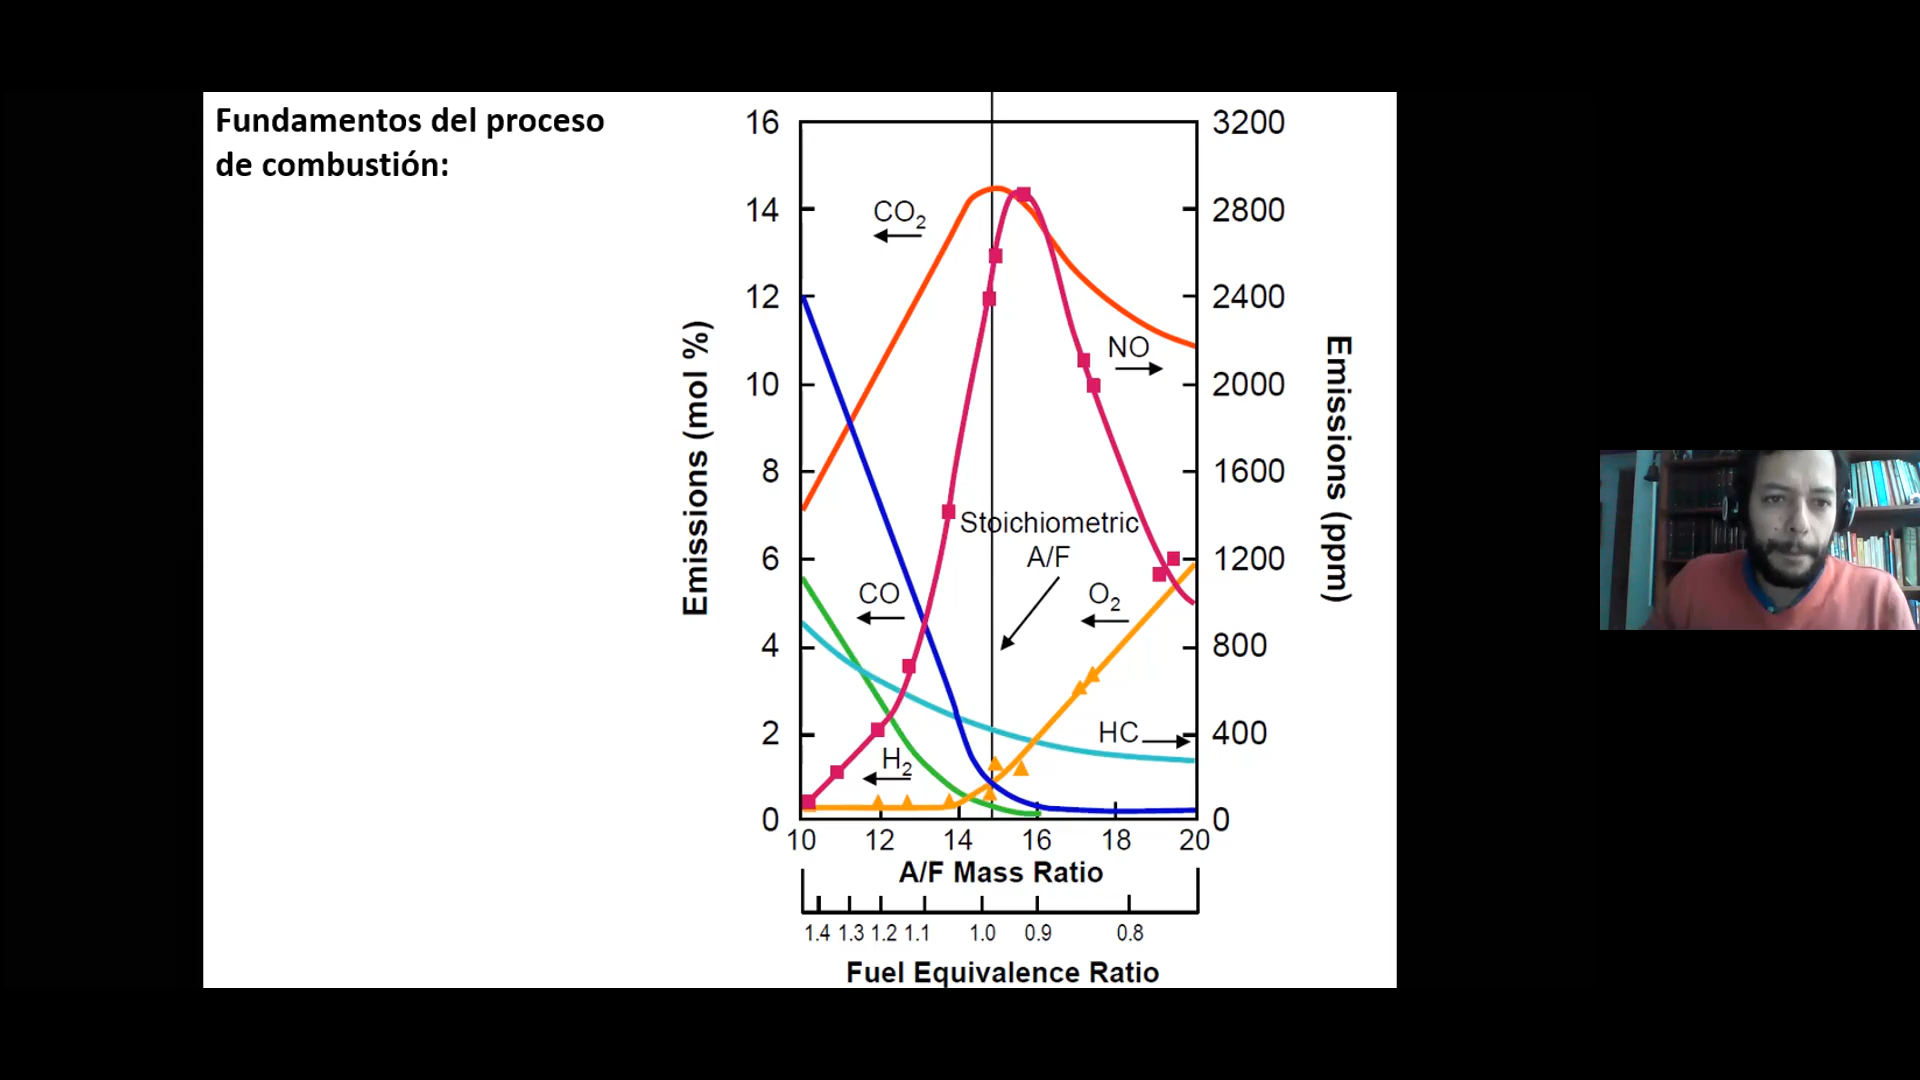 Fundamentos del proceso
de combustión:
16
14
12
10
8
6
4
2
0
Emissions (mol %)
3200
2800
2400
2000
1600
1200
800
400
0
Emissions (ppm)
CO2
NO
Stoichiometric
A/F
CO
O2
HC
H2
10 12 14 16 18 20
A/F Mass Ratio
1.4 1.3 1.2 1.1 1.0 0.9 0.8
Fuel Equivalence Ratio